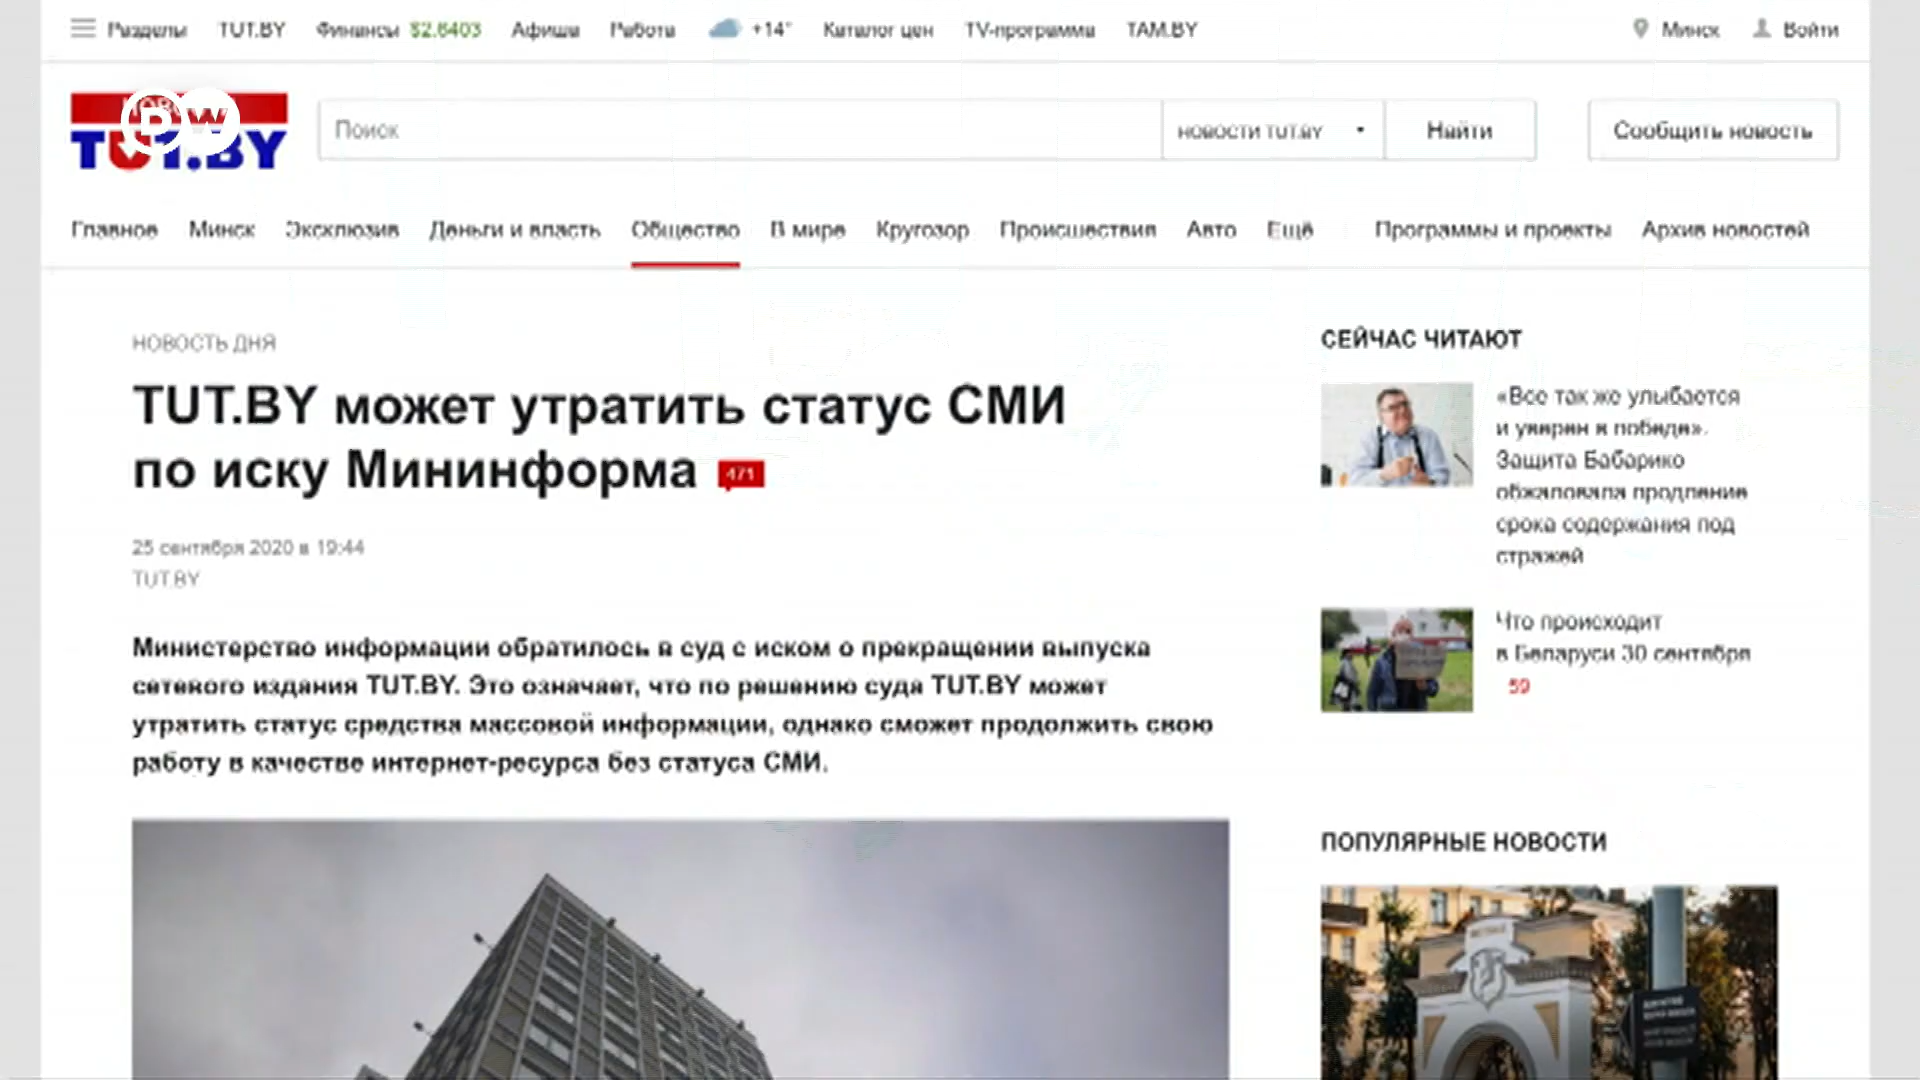 Разделы TUT.BY Финансы $2.6403 Афиша Работа +14° Каталог цен TV-программа TAM.BY Минск Войти
DW
TUT.BY Поиск НОВОСТИ TUT.BY Найти Сообщить новость
Главное Минск Эксклюзив Деньги и власть Общество В мире Кругозор Происшествия Авто Ещё Программы и проекты Архив новостей
НОВОСТЬ ДНЯ
TUT.BY может утратить статус СМИ
по иску Мининформа 471
25 сентября 2020 в 19:44
TUT.BY
Министерство информации обратилось в суд с иском о прекращении выпуска
сетевого издания TUT.BY. Это означает, что по решению суда TUT.BY может
утратить статус средства массовой информации, однако сможет продолжить свою
работу в качестве интернет-ресурса без статуса СМИ.
СЕЙЧАС ЧИТАЮТ
«Все так же улыбается
и уверен в победе».
Защита Бабарико
обжаловала продление
срока содержания под
стражей
Что происходит
в Беларуси 30 сентября
59
ПОПУЛЯРНЫЕ НОВОСТИ